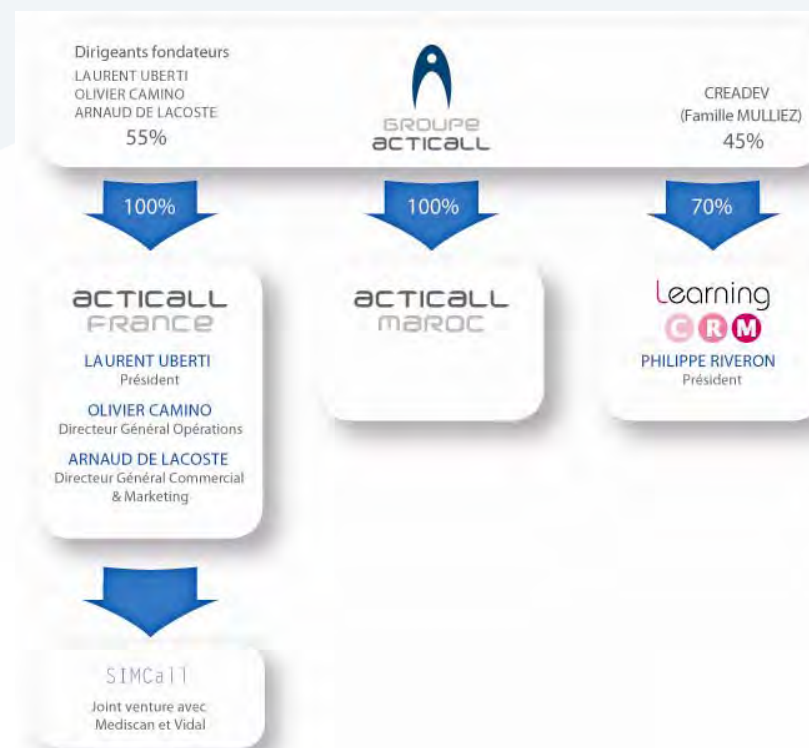 Dirigeants fondateurs
LAURENT UBERTI
OLIVIER CAMINO
ARNAUD DE LACOSTE
55%
GROUPE
ACTICALL
CREADEV
(Famille MULLIEZ)
45%
100%
100%
70%
ACTICALL
FRANCE
LAURENT UBERTI
Président
OLIVIER CAMINO
Directeur Général Opérations
ARNAUD DE LACOSTE
Directeur Général Commercial
& Marketing
ACTICALL
MAROC
Learning
CRM
PHILIPPE RIVERON
Président
SIMCall
Joint venture avec
Mediscan et Vidal